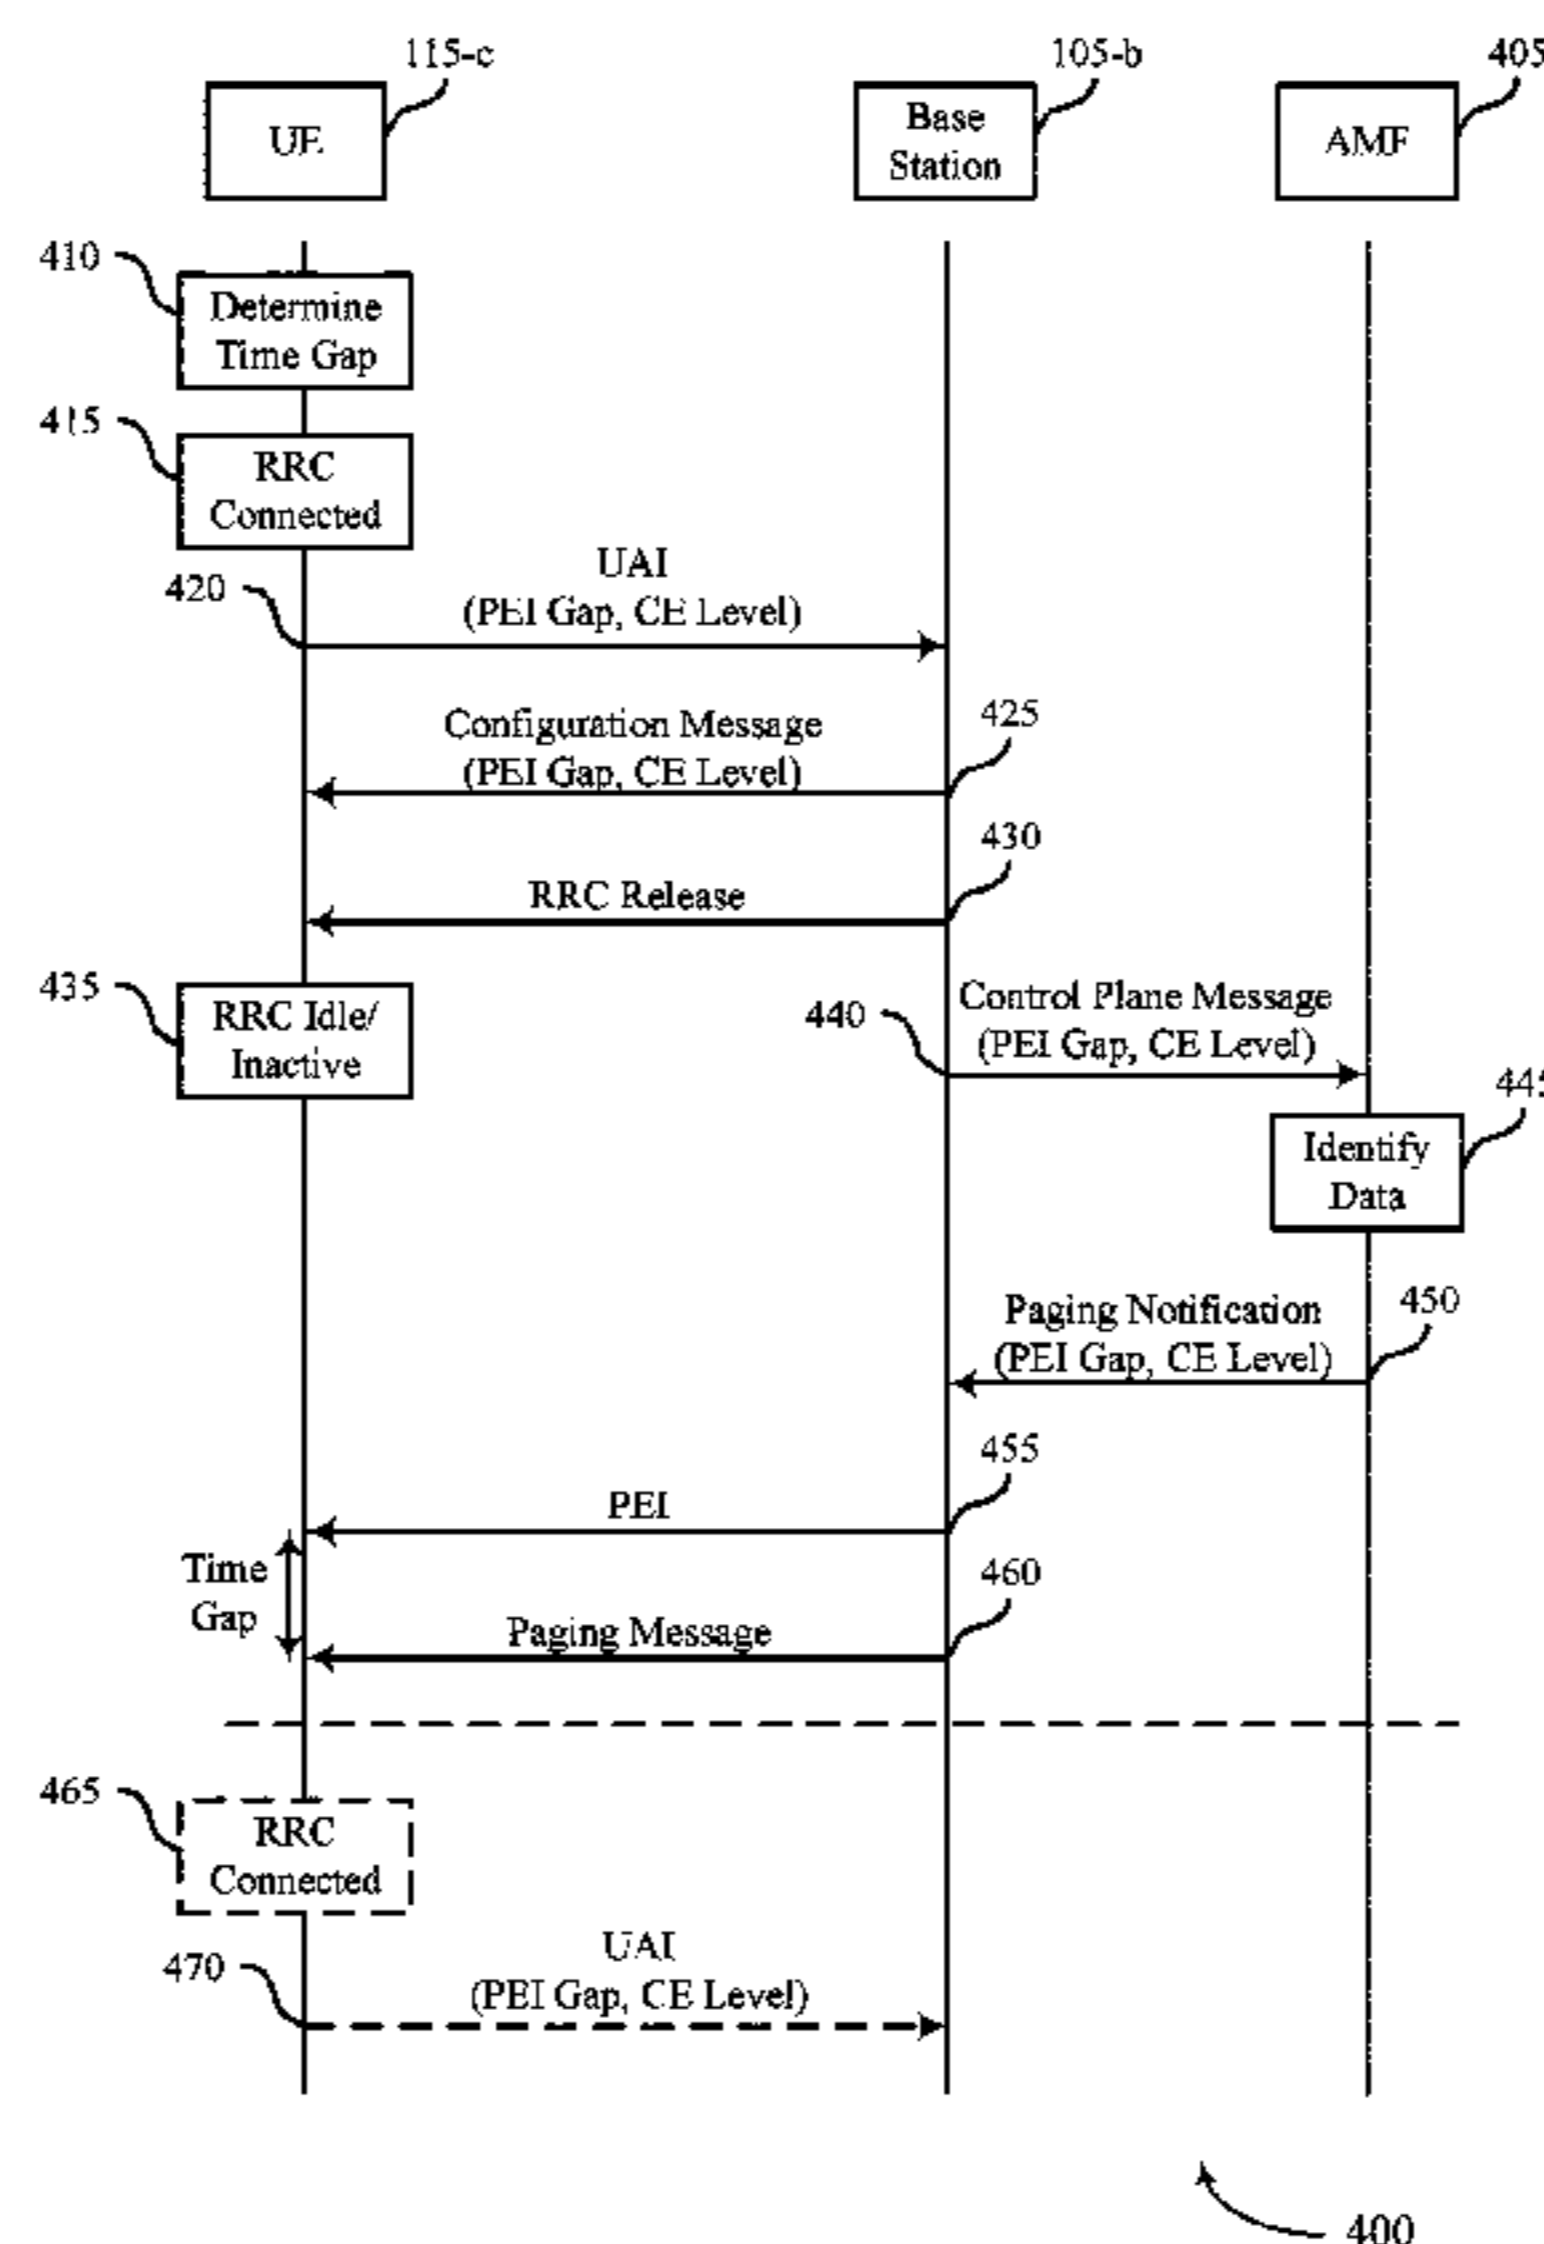 115-c
105-b
405
UE
Base
Station
AMF
410
Determine
Time Gap
415
RRC
Connected
420
UAI
(PEI Gap, CE Level)
425
Configuration Message
(PEI Gap, CE Level)
430
RRC Release
435
RRC Idle/
Inactive
440
Control Plane Message
(PEI Gap, CE Level)
445
Identify
Data
450
Paging Notification
(PEI Gap, CE Level)
455
PEI
Time
Gap
460
Paging Message
465
RRC
Connected
470
UAI
(PEI Gap, CE Level)
400